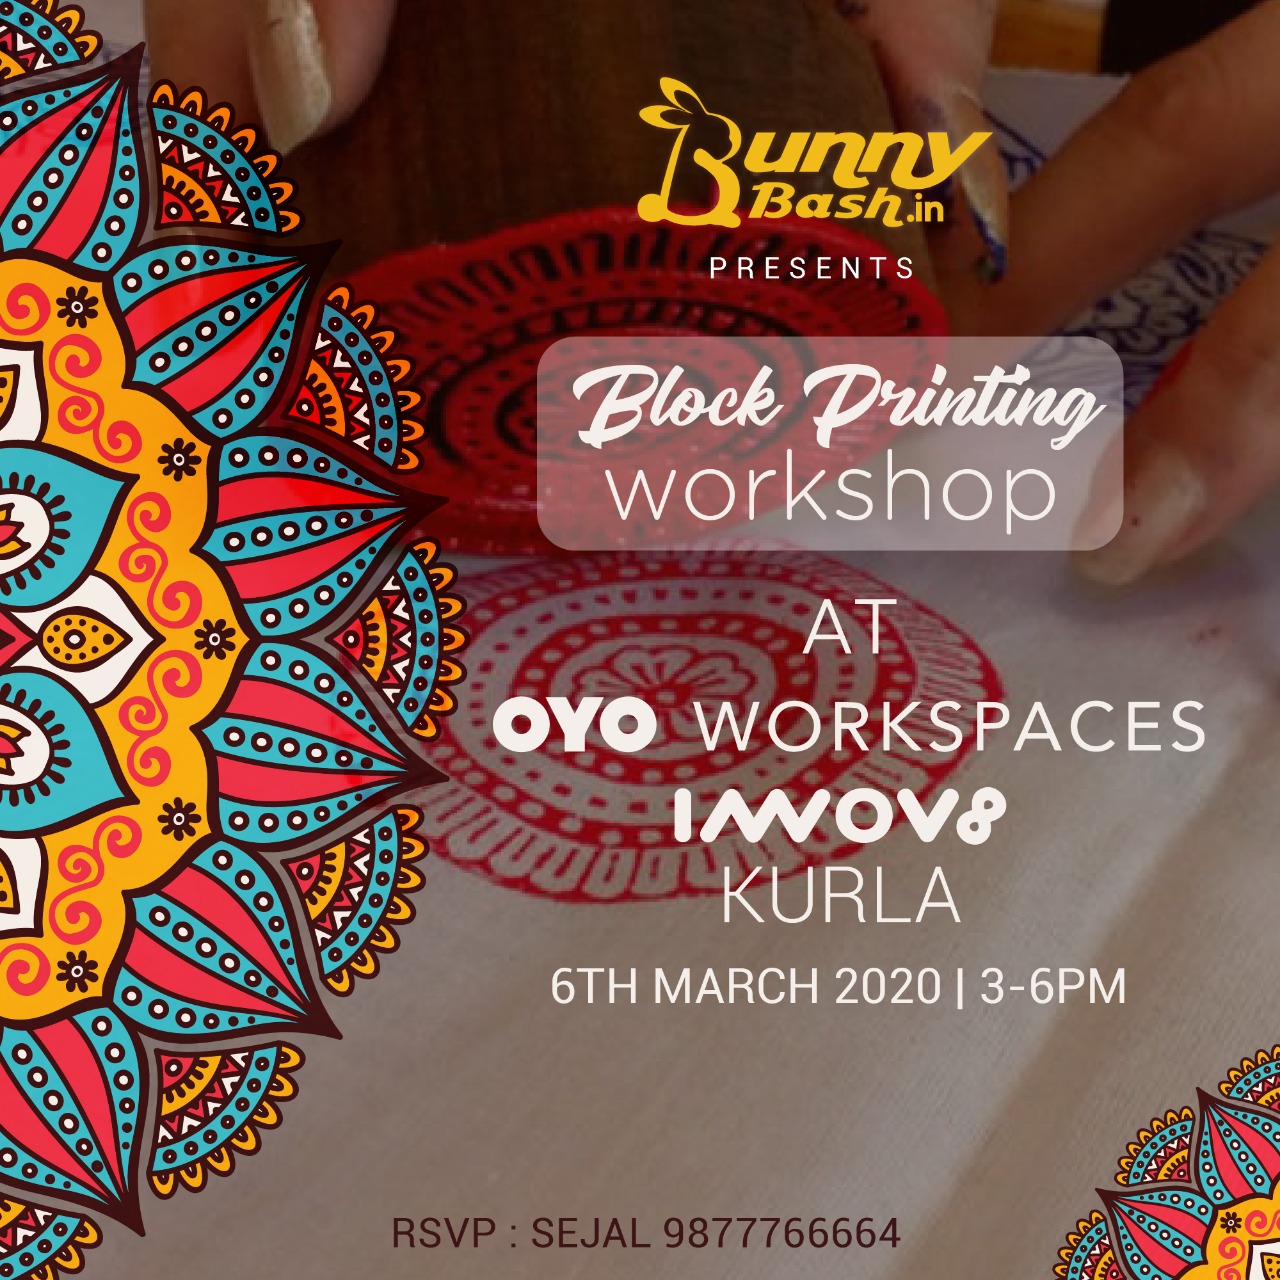 Bunny
Bash.in
PRESENTS
Block Printing
workshop
AT
OYO WORKSPACES
INNOV8
KURLA
6TH MARCH 2020 | 3-6PM
RSVP : SEJAL 9877766664